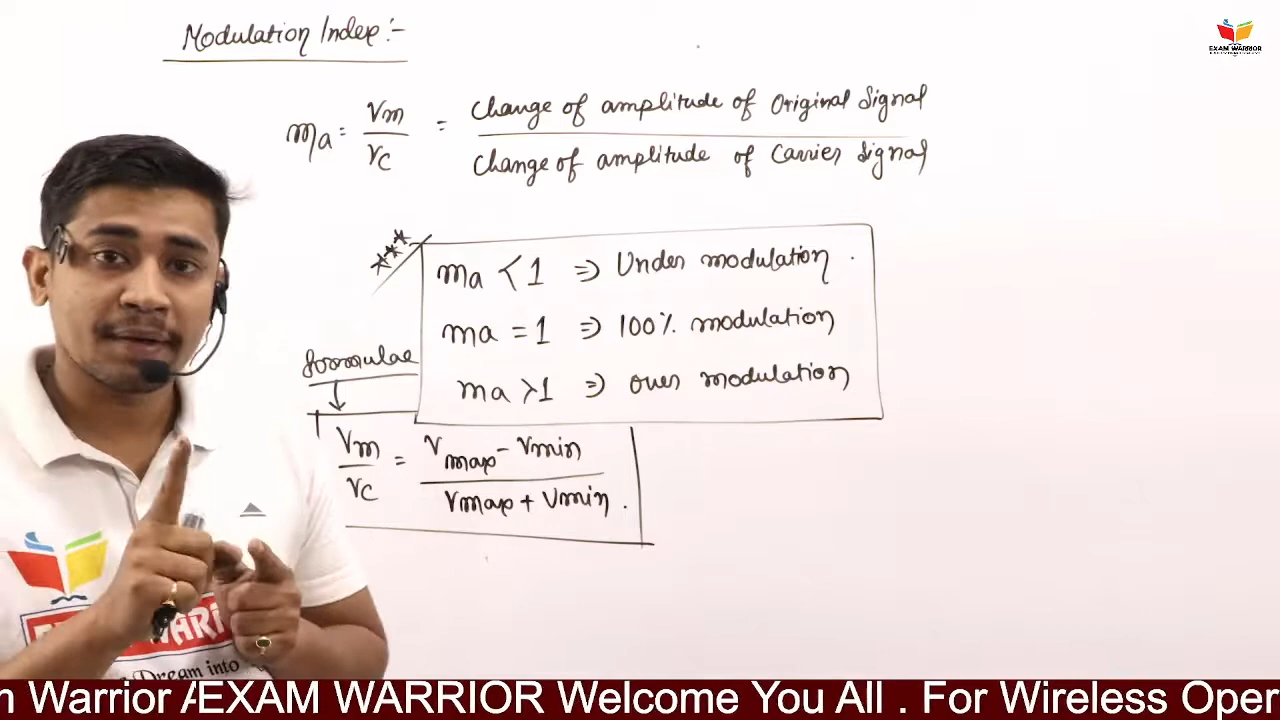 Modulation Index :-
EXAM WARRIOR
ma = Vm / Vc = Change of amplitude of Original Signal / Change of amplitude of Carrier Signal
***
ma < 1 ⇒ Under modulation .
ma = 1 ⇒ 100% modulation
ma > 1 ⇒ over modulation
formulae
↓
Vm / Vc = Vmax - Vmin / Vmax + Vmin .
Dream into
n Warrior A
EXAM WARRIOR Welcome You All . For Wireless Oper